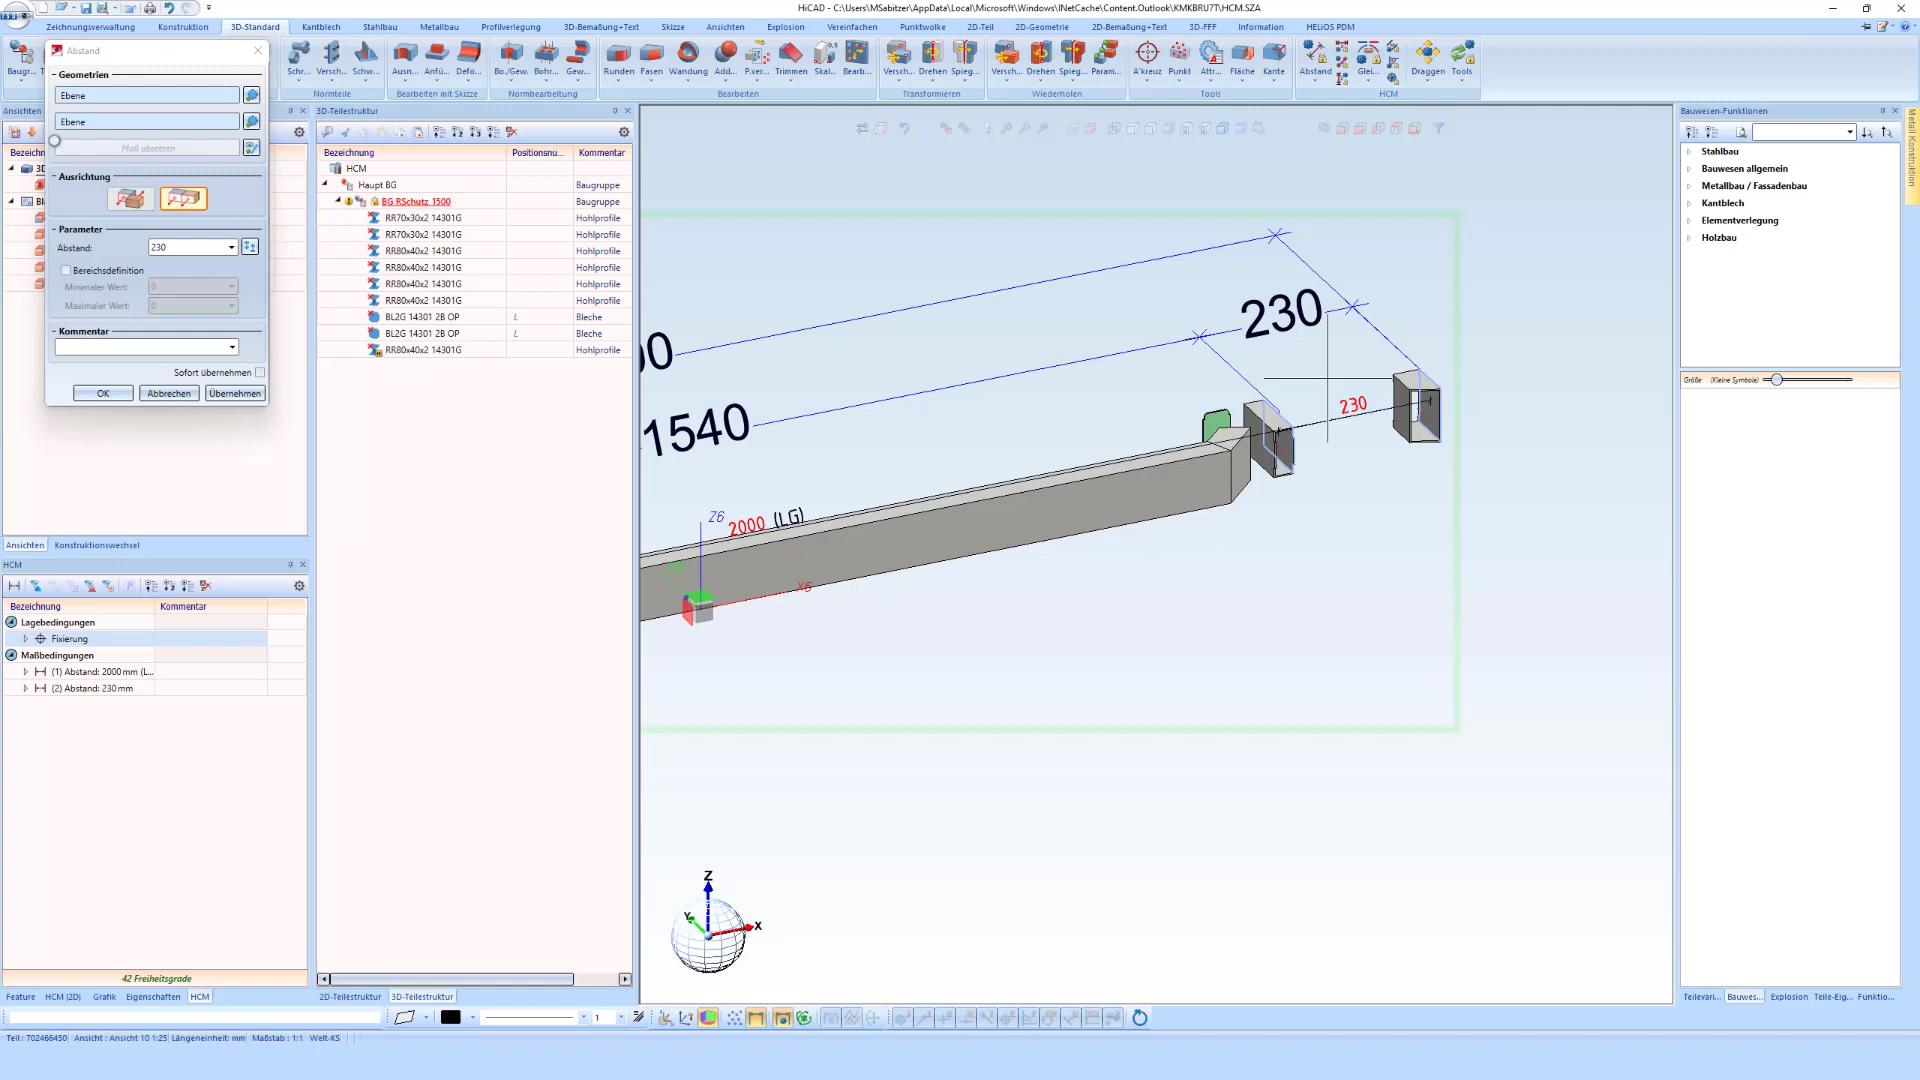 HiCAD - C:\Users\MSabitzer\AppData\Local\Microsoft\Windows\INetCache\Content.Outlook\KMKBRU7T\HCM.SZA
Zeichnungsverwaltung Konstruktion 3D-Standard Kantblech Stahlbau Metallbau Profilverlegung 3D-Bemaßung+Text Skizze Ansichten Explosion Vereinfachen Punktwolke 2D-Teil 2D-Geometrie 2D-Bemaßung+Text 3D-FFF Information HELiOS PDM
Baugr... Schr... Versch... Schw... Ausn... Anfü... Defo... Bo./Gew. Bohr... Gew... Runden Fasen Wandung Add... P.ver... Trimmen Skal... Bearb... Versch... Drehen Spieg... Versch... Drehen Spieg... Param... A'kreuz Punkt Attr... Fläche Kante Abstand Glei... Draggen Tools
Normteile Bearbeiten mit Skizze Normbearbeitung Bearbeiten Transformieren Wiederholen Tools HCM
Abstand
Geometrien
Ebene
Ebene
Maß absetzen
Ausrichtung
Parameter
Abstand: 230
Bereichsdefinition
Minimaler Wert: 0
Maximaler Wert: 0
Kommentar
Sofort übernehmen
OK Abbrechen Übernehmen
Ansichten
Ansichten Konstruktionswechsel
HCM
Bezeichnung Kommentar
Lagebedingungen
Fixierung
Maßbedingungen
(1) Abstand: 2000 mm (L...
(2) Abstand: 230 mm
42 Freiheitsgrade
Feature HCM (2D) Grafik Eigenschaften HCM
3D-Teilestruktur
Bezeichnung Positionsnu... Kommentar
HCM
Haupt BG Baugruppe
BG RSchutz 1500 Baugruppe
RR70x30x2 14301G Hohlprofile
RR70x30x2 14301G Hohlprofile
RR80x40x2 14301G Hohlprofile
RR80x40x2 14301G Hohlprofile
RR80x40x2 14301G Hohlprofile
RR80x40x2 14301G Hohlprofile
BL2G 14301 2B OP L Bleche
BL2G 14301 2B OP L Bleche
RR80x40x2 14301G Hohlprofile
2D-Teilestruktur 3D-Teilestruktur
230
1540
230
2000 (LG)
Z6
X6
Z
Y
X
Bauwesen-Funktionen
Stahlbau
Bauwesen allgemein
Metallbau / Fassadenbau
Kantblech
Elementverlegung
Holzbau
Größe: (Kleine Symbole)
Metall Konstruktion
Teilevari... Bauwes... Explosion Teile-Eig... Funktio...
1
Teil : 702466450 Ansicht : Ansicht 10 1:25 Längeneinheit: mm Maßstab : 1:1 Welt-KS